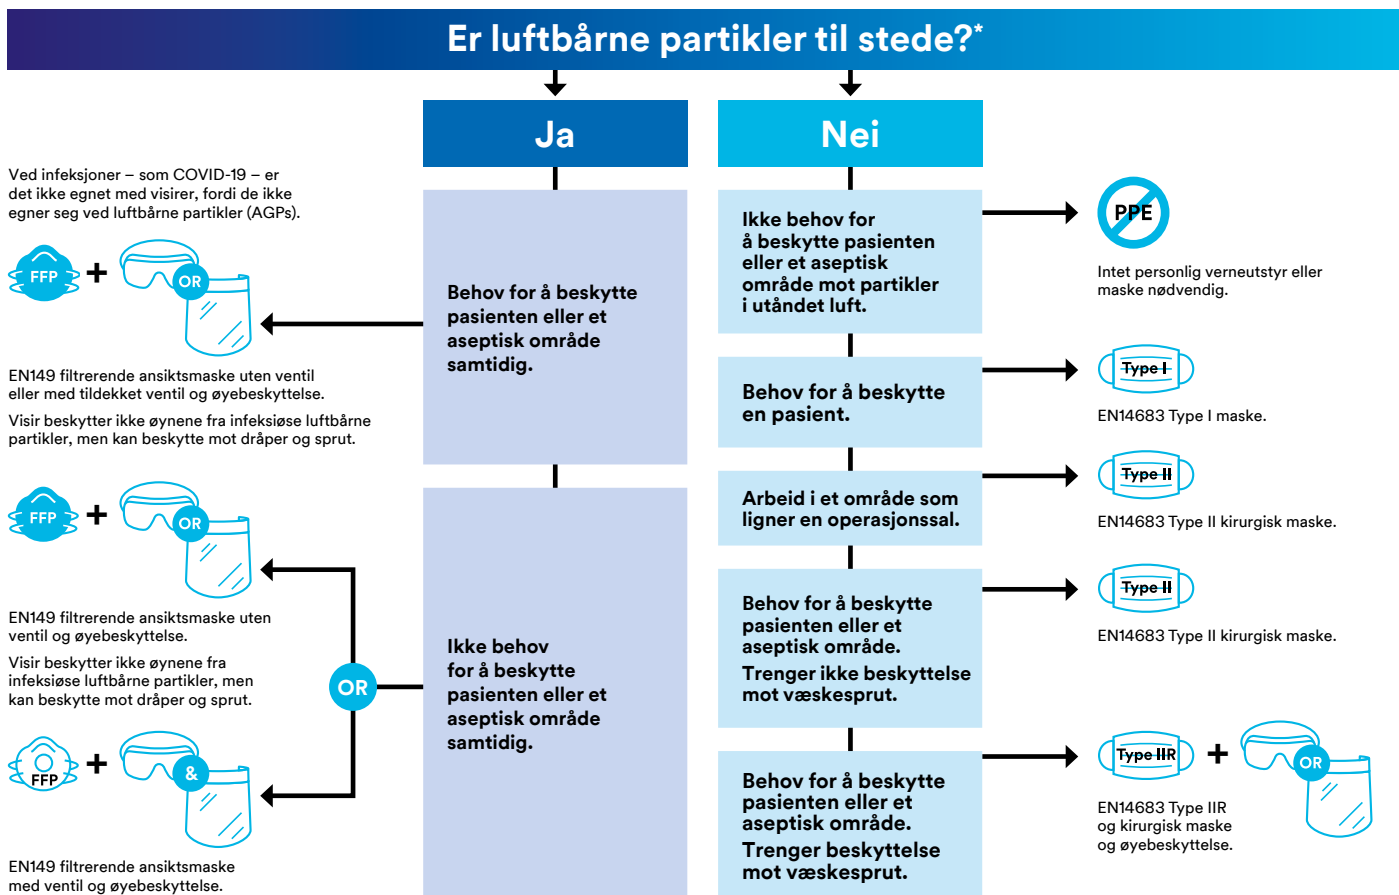 Er luftbårne partikler til stede?*
Ja
Nei
Ved infeksjoner – som COVID-19 – er
det ikke egnet med visirer, fordi de ikke
egner seg ved luftbårne partikler (AGPs).
FFP
+
OR
EN149 filtrerende ansiktsmaske uten ventil
eller med tildekket ventil og øyebeskyttelse.
Visir beskytter ikke øynene fra infeksiøse luftbårne
partikler, men kan beskytte mot dråper og sprut.
FFP
+
OR
EN149 filtrerende ansiktsmaske uten
ventil og øyebeskyttelse.
Visir beskytter ikke øynene fra
infeksiøse luftbårne partikler, men
kan beskytte mot dråper og sprut.
OR
FFP
+
&
EN149 filtrerende ansiktsmaske
med ventil og øyebeskyttelse.
Behov for å beskytte
pasienten eller et
aseptisk område
samtidig.
Ikke behov
for å beskytte
pasienten eller et
aseptisk område
samtidig.
Ikke behov for
å beskytte pasienten
eller et aseptisk
område mot partikler
i utåndet luft.
Behov for å beskytte
en pasient.
Arbeid i et område som
ligner en operasjonssal.
Behov for å beskytte
pasienten eller et
aseptisk område.
Trenger ikke beskyttelse
mot væskesprut.
Behov for å beskytte
pasienten eller et
aseptisk område.
Trenger beskyttelse
mot væskesprut.
PPE
Intet personlig verneutstyr eller
maske nødvendig.
Type I
EN14683 Type I maske.
Type II
EN14683 Type II kirurgisk maske.
Type II
EN14683 Type II kirurgisk maske.
Type IIR
+
OR
EN14683 Type IIR
og kirurgisk maske
og øyebeskyttelse.